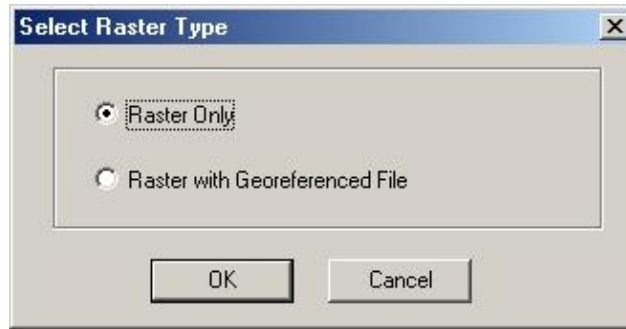 Select Raster Type
Raster Only
Raster with Georeferenced File
OK Cancel